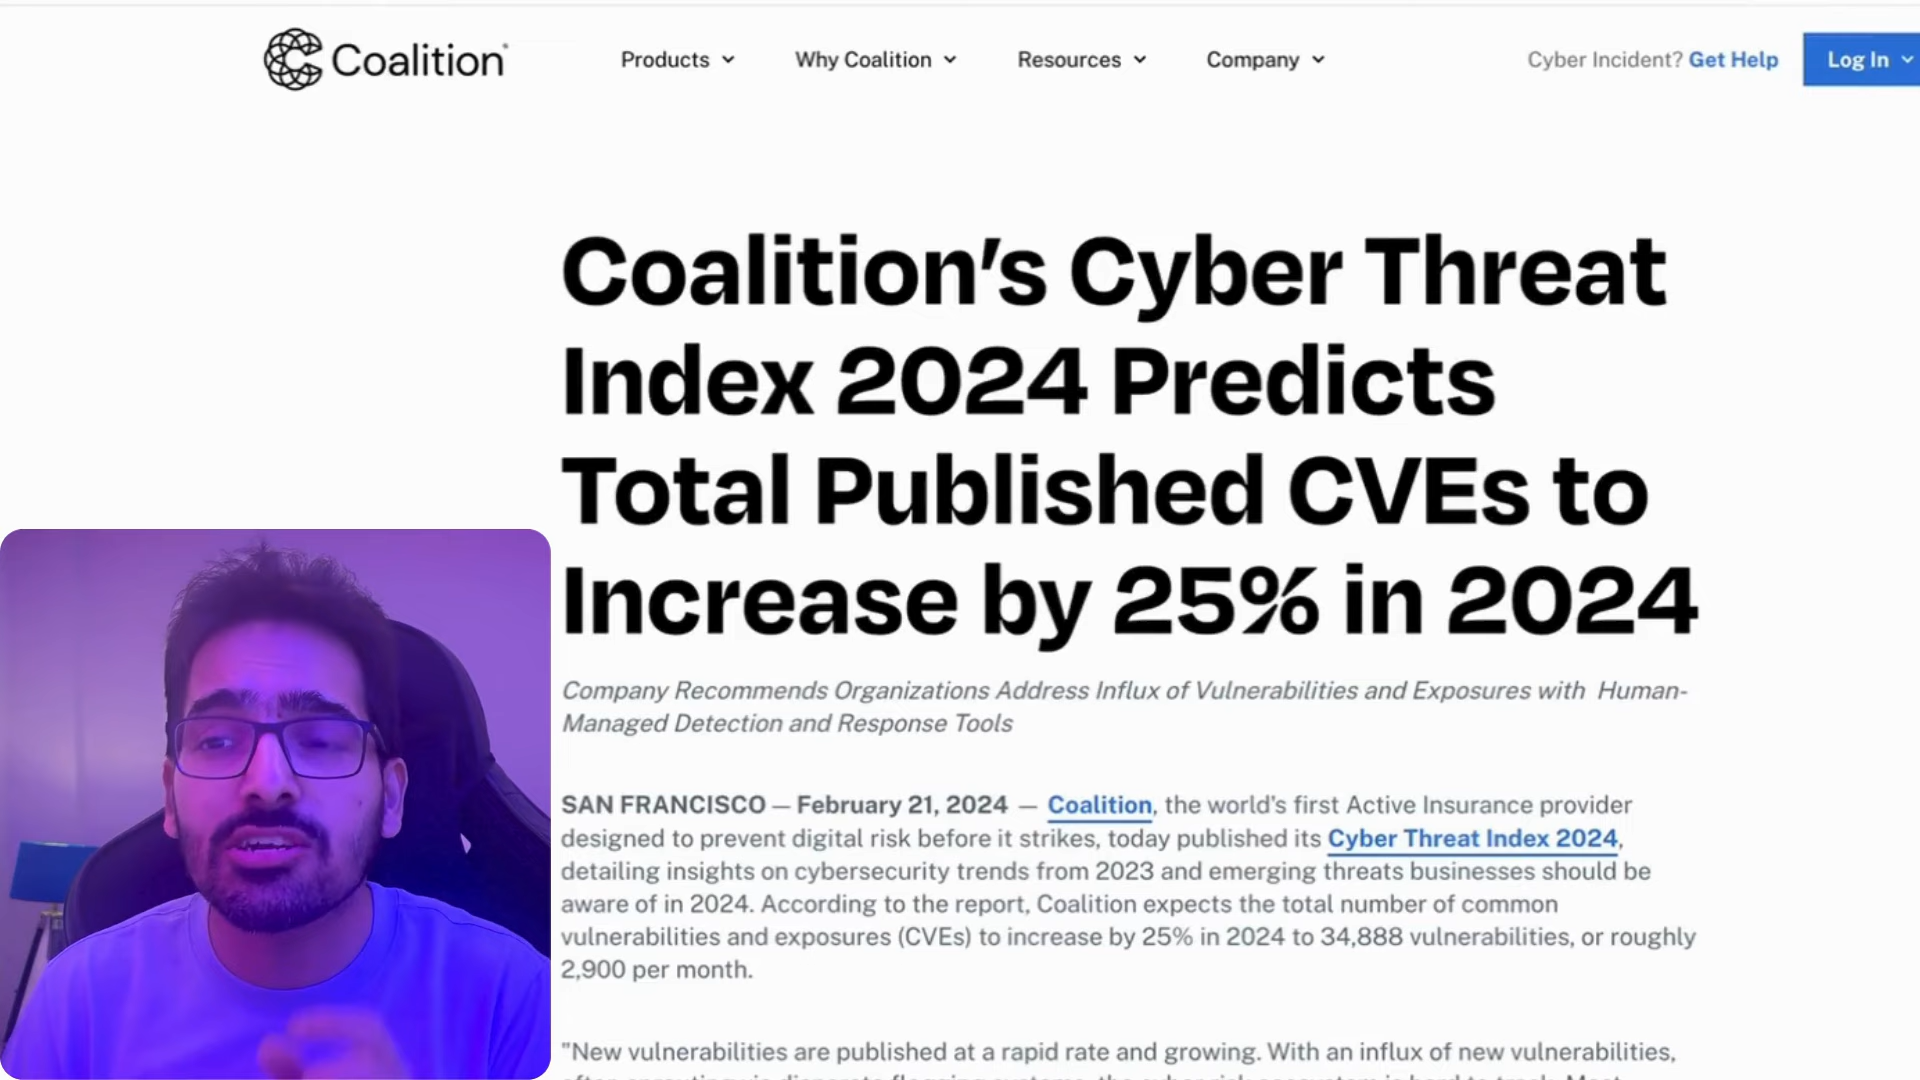 Coalition
Products
Why Coalition
Resources
Company
Cyber Incident? Get Help
Log In
Coalition’s Cyber Threat
Index 2024 Predicts
Total Published CVEs to
Increase by 25% in 2024
Company Recommends Organizations Address Influx of Vulnerabilities and Exposures with Human-
Managed Detection and Response Tools
SAN FRANCISCO — February 21, 2024 — Coalition, the world's first Active Insurance provider
designed to prevent digital risk before it strikes, today published its Cyber Threat Index 2024,
detailing insights on cybersecurity trends from 2023 and emerging threats businesses should be
aware of in 2024. According to the report, Coalition expects the total number of common
vulnerabilities and exposures (CVEs) to increase by 25% in 2024 to 34,888 vulnerabilities, or roughly
2,900 per month.
"New vulnerabilities are published at a rapid rate and growing. With an influx of new vulnerabilities,